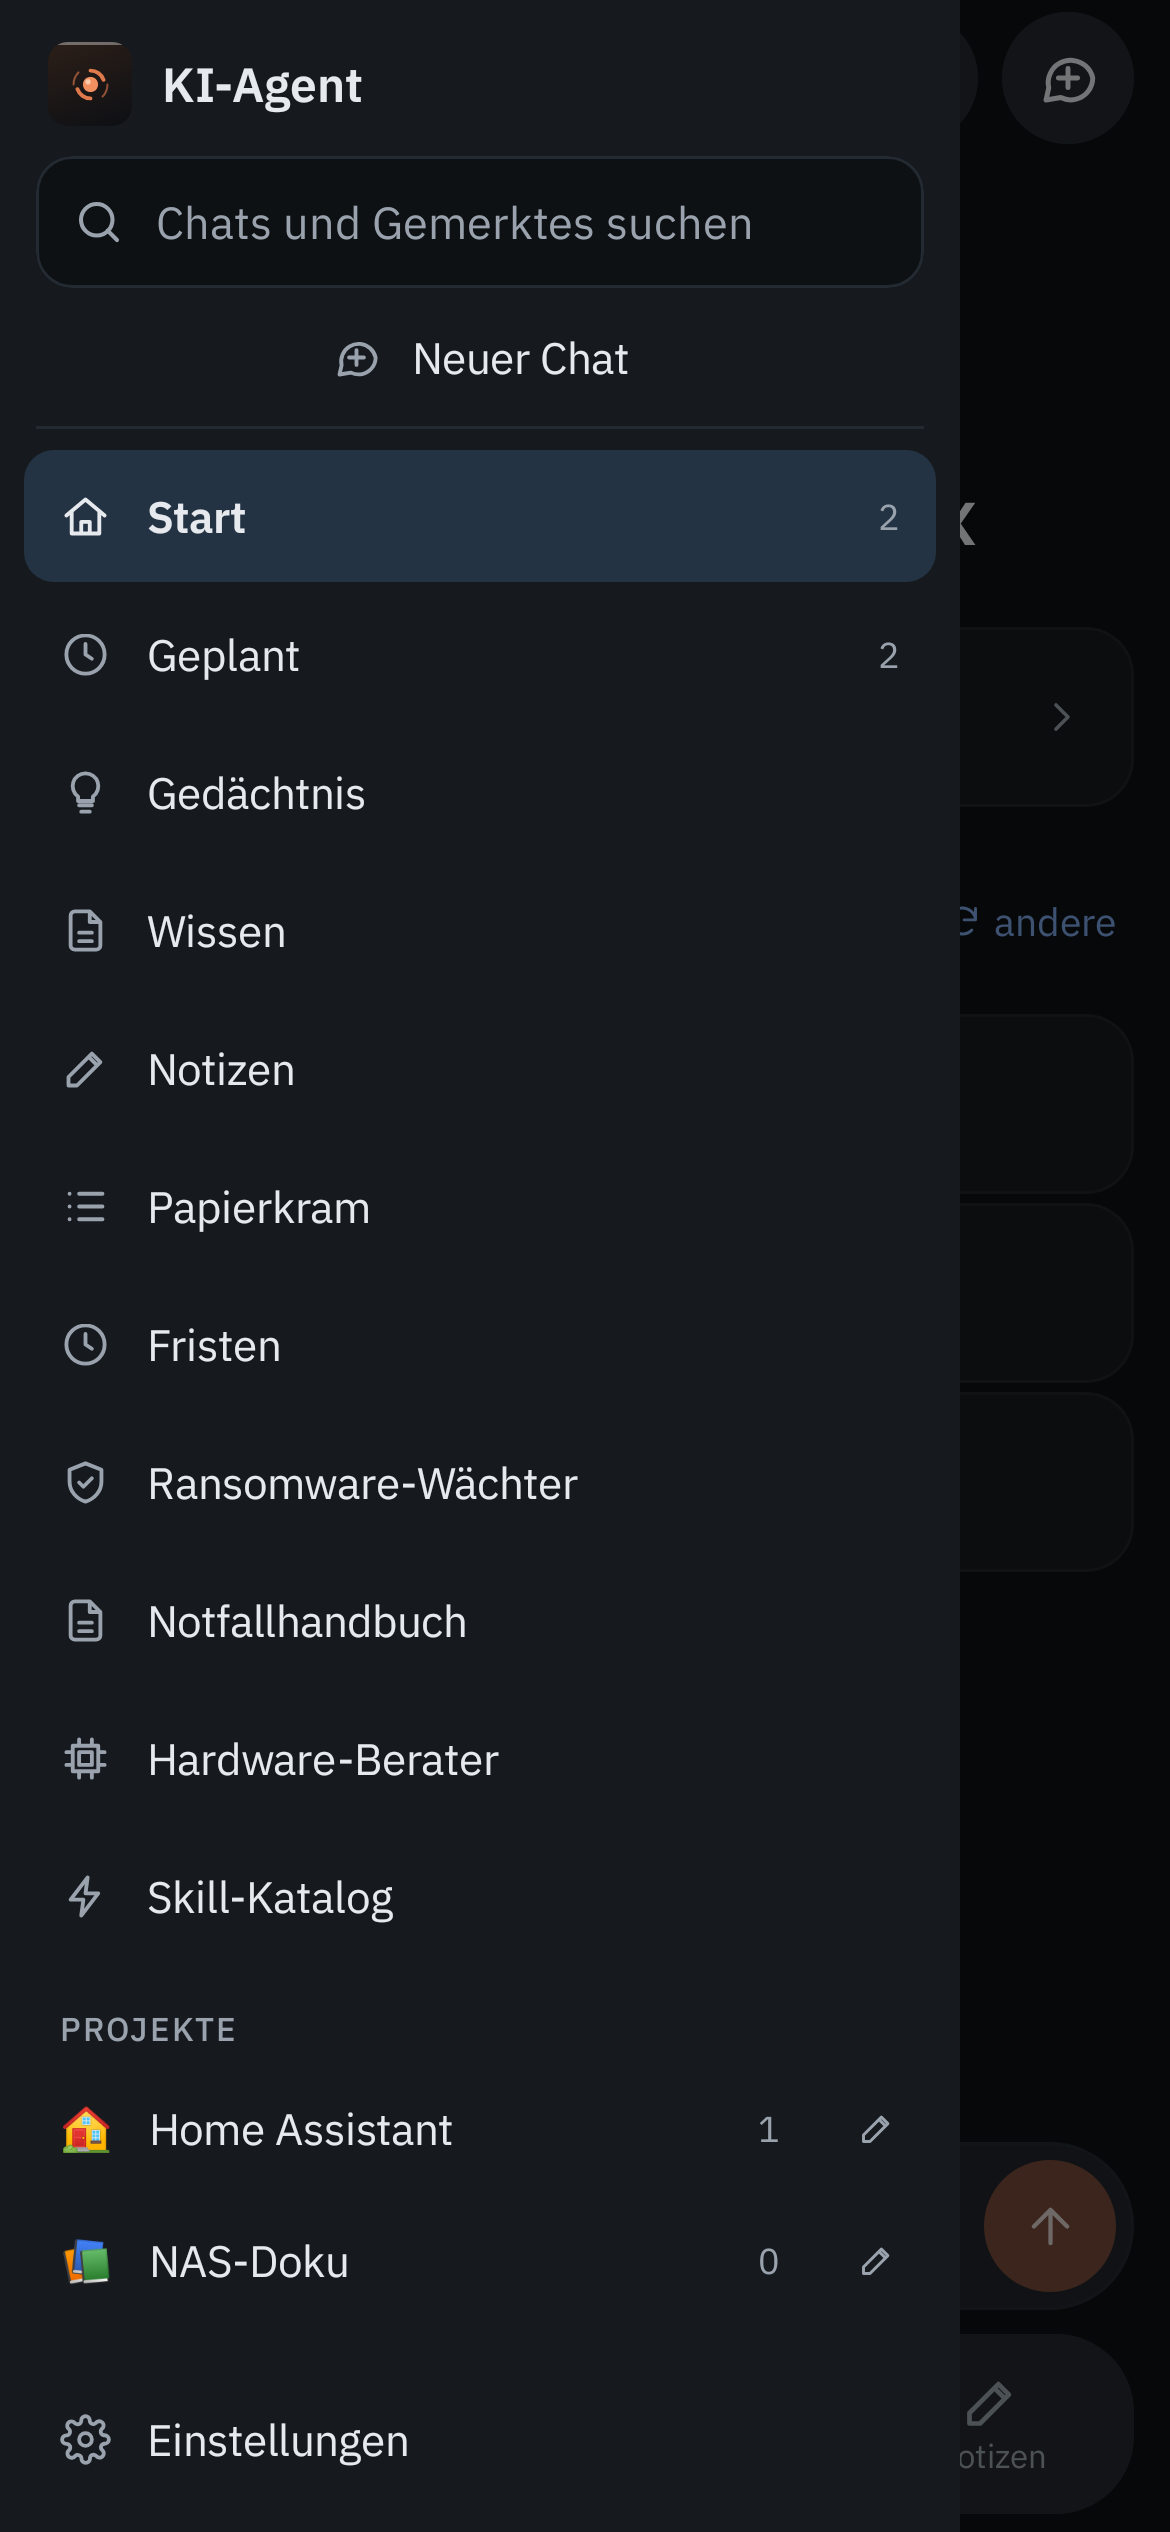 KI-Agent
Chats und Gemerktes suchen
Neuer Chat
Start 2
Geplant 2
Gedächtnis
andere
Wissen
Notizen
Papierkram
Fristen
Ransomware-Wächter
Notfallhandbuch
Hardware-Berater
Skill-Katalog
PROJEKTE
Home Assistant 1
NAS-Doku 0
Einstellungen
otizen